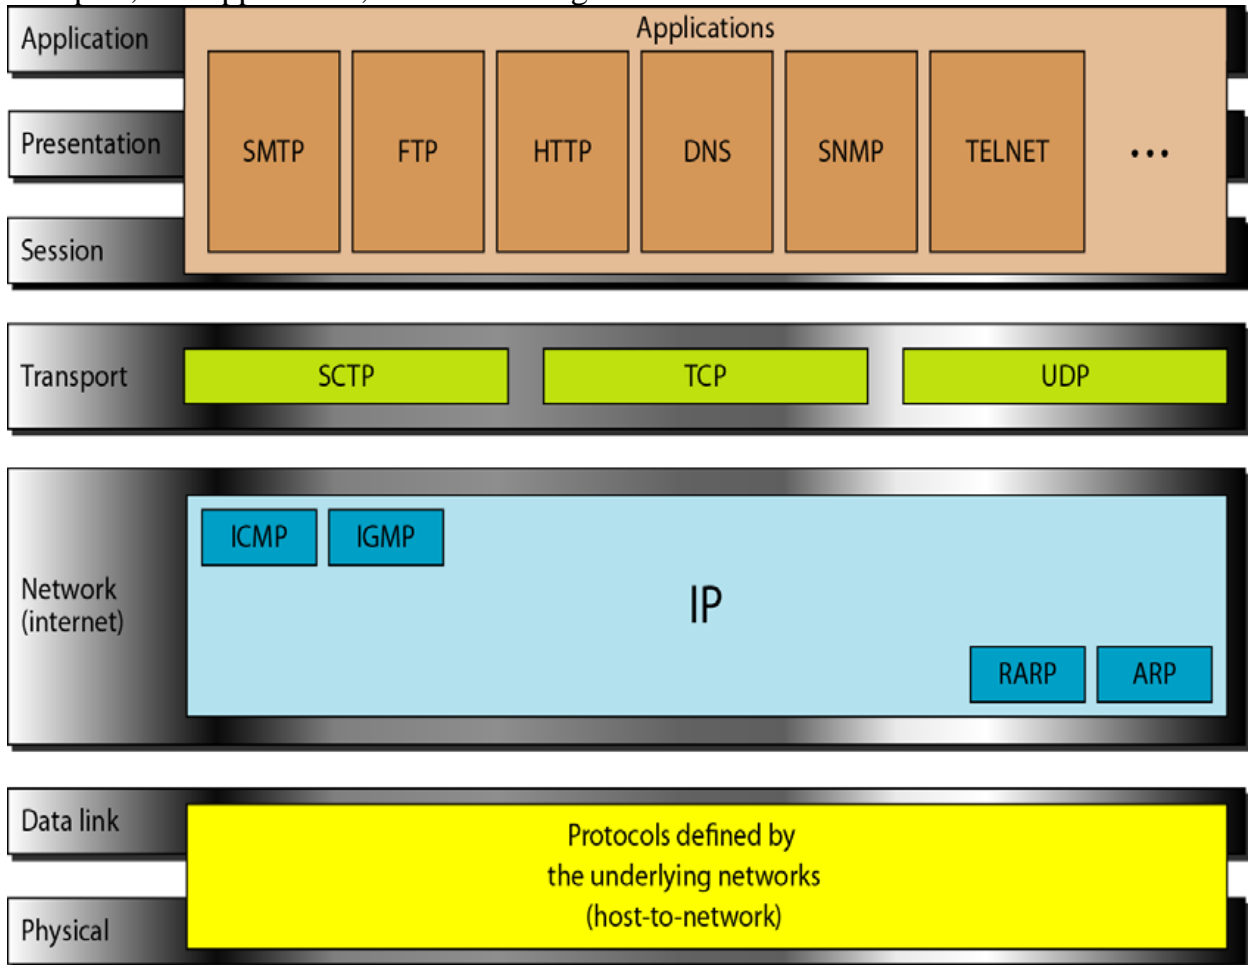 Application
Applications
Presentation
SMTP FTP HTTP DNS SNMP TELNET ...
Session
Transport
SCTP TCP UDP
Network
(internet)
ICMP IGMP
IP
RARP ARP
Data link
Protocols defined by
the underlying networks
(host-to-network)
Physical